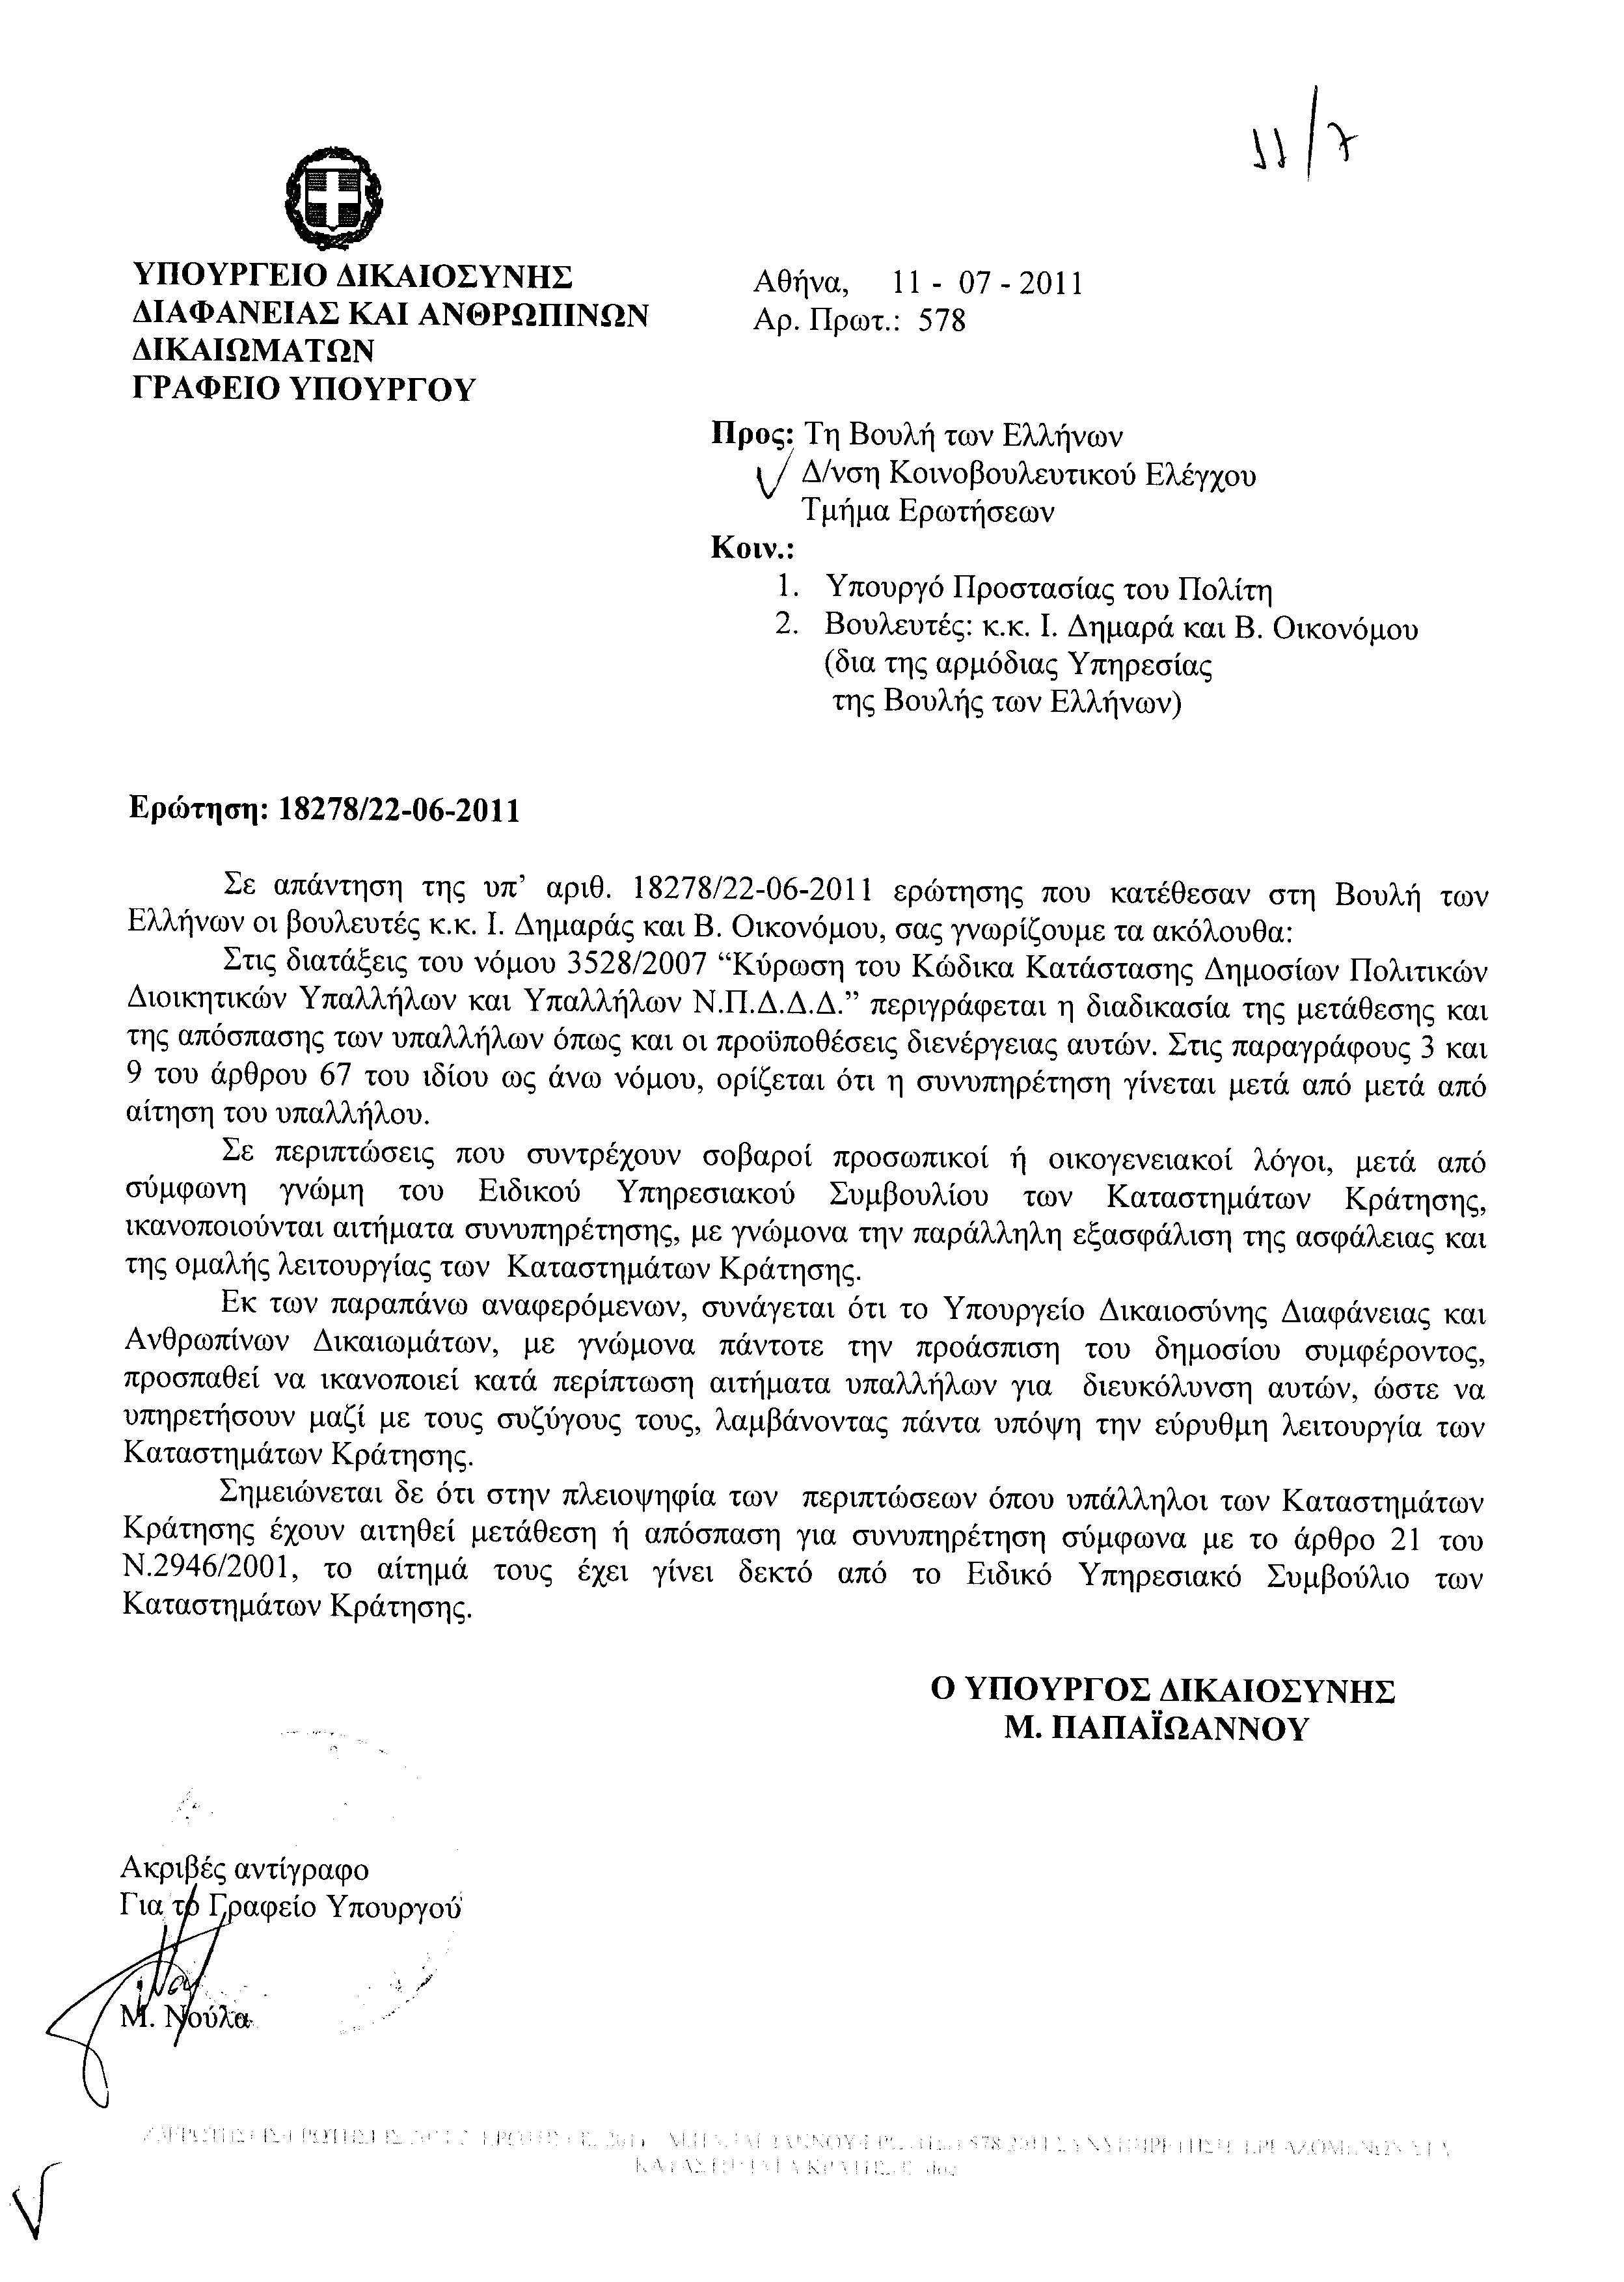 11/7
ΥΠΟΥΡΓΕΙΟ ΔΙΚΑΙΟΣΥΝΗΣ
ΔΙΑΦΑΝΕΙΑΣ ΚΑΙ ΑΝΘΡΩΠΙΝΩΝ
ΔΙΚΑΙΩΜΑΤΩΝ
ΓΡΑΦΕΙΟ ΥΠΟΥΡΓΟΥ
Αθήνα, 11 - 07 - 2011
Αρ. Πρωτ.: 578
Προς: Τη Βουλή των Ελλήνων
Δ/νση Κοινοβουλευτικού Ελέγχου
Τμήμα Ερωτήσεων
Κοιν.:
1. Υπουργό Προστασίας του Πολίτη
2. Βουλευτές: κ.κ. Ι. Δημαρά και Β. Οικονόμου
(δια της αρμόδιας Υπηρεσίας
της Βουλής των Ελλήνων)
Ερώτηση: 18278/22-06-2011
Σε απάντηση της υπ’ αριθ. 18278/22-06-2011 ερώτησης που κατέθεσαν στη Βουλή των
Ελλήνων οι βουλευτές κ.κ. Ι. Δημαράς και Β. Οικονόμου, σας γνωρίζουμε τα ακόλουθα:
Στις διατάξεις του νόμου 3528/2007 “Κύρωση του Κώδικα Κατάστασης Δημοσίων Πολιτικών
Διοικητικών Υπαλλήλων και Υπαλλήλων Ν.Π.Δ.Δ.Δ.” περιγράφεται η διαδικασία της μετάθεσης και
της απόσπασης των υπαλλήλων όπως και οι προϋποθέσεις διενέργειας αυτών. Στις παραγράφους 3 και
9 του άρθρου 67 του ιδίου ως άνω νόμου, ορίζεται ότι η συνυπηρέτηση γίνεται μετά από μετά από
αίτηση του υπαλλήλου.
Σε περιπτώσεις που συντρέχουν σοβαροί προσωπικοί ή οικογενειακοί λόγοι, μετά από
σύμφωνη γνώμη του Ειδικού Υπηρεσιακού Συμβουλίου των Καταστημάτων Κράτησης,
ικανοποιούνται αιτήματα συνυπηρέτησης, με γνώμονα την παράλληλη εξασφάλιση της ασφάλειας και
της ομαλής λειτουργίας των Καταστημάτων Κράτησης.
Εκ των παραπάνω αναφερόμενων, συνάγεται ότι το Υπουργείο Δικαιοσύνης Διαφάνειας και
Ανθρωπίνων Δικαιωμάτων, με γνώμονα πάντοτε την προάσπιση του δημοσίου συμφέροντος,
προσπαθεί να ικανοποιεί κατά περίπτωση αιτήματα υπαλλήλων για διευκόλυνση αυτών, ώστε να
υπηρετήσουν μαζί με τους συζύγους τους, λαμβάνοντας πάντα υπόψη την εύρυθμη λειτουργία των
Καταστημάτων Κράτησης.
Σημειώνεται δε ότι στην πλειοψηφία των περιπτώσεων όπου υπάλληλοι των Καταστημάτων
Κράτησης έχουν αιτηθεί μετάθεση ή απόσπαση για συνυπηρέτηση σύμφωνα με το άρθρο 21 του
Ν.2946/2001, το αίτημά τους έχει γίνει δεκτό από το Ειδικό Υπηρεσιακό Συμβούλιο των
Καταστημάτων Κράτησης.
Ο ΥΠΟΥΡΓΟΣ ΔΙΚΑΙΟΣΥΝΗΣ
Μ. ΠΑΠΑΪΩΑΝΝΟΥ
Ακριβές αντίγραφο
Για το Γραφείο Υπουργού
Μ. Νούλα